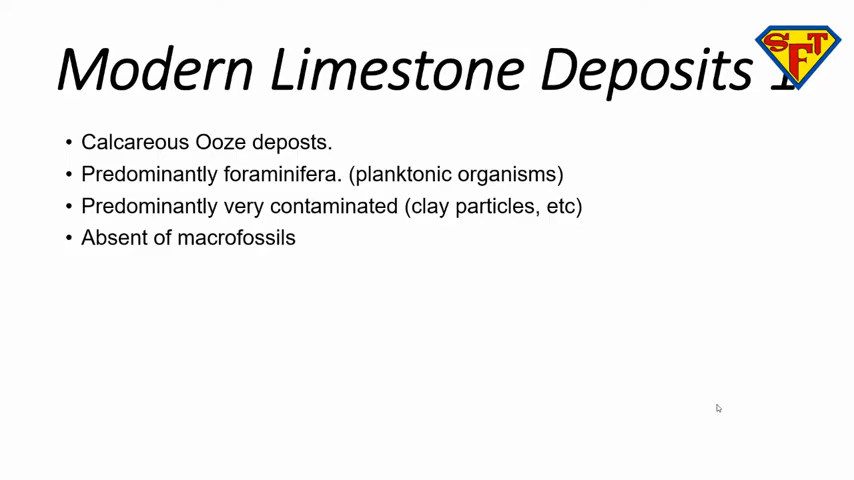 Modern Limestone Deposits 1
SFT
• Calcareous Ooze deposts.
• Predominantly foraminifera. (planktonic organisms)
• Predominantly very contaminated (clay particles, etc)
• Absent of macrofossils